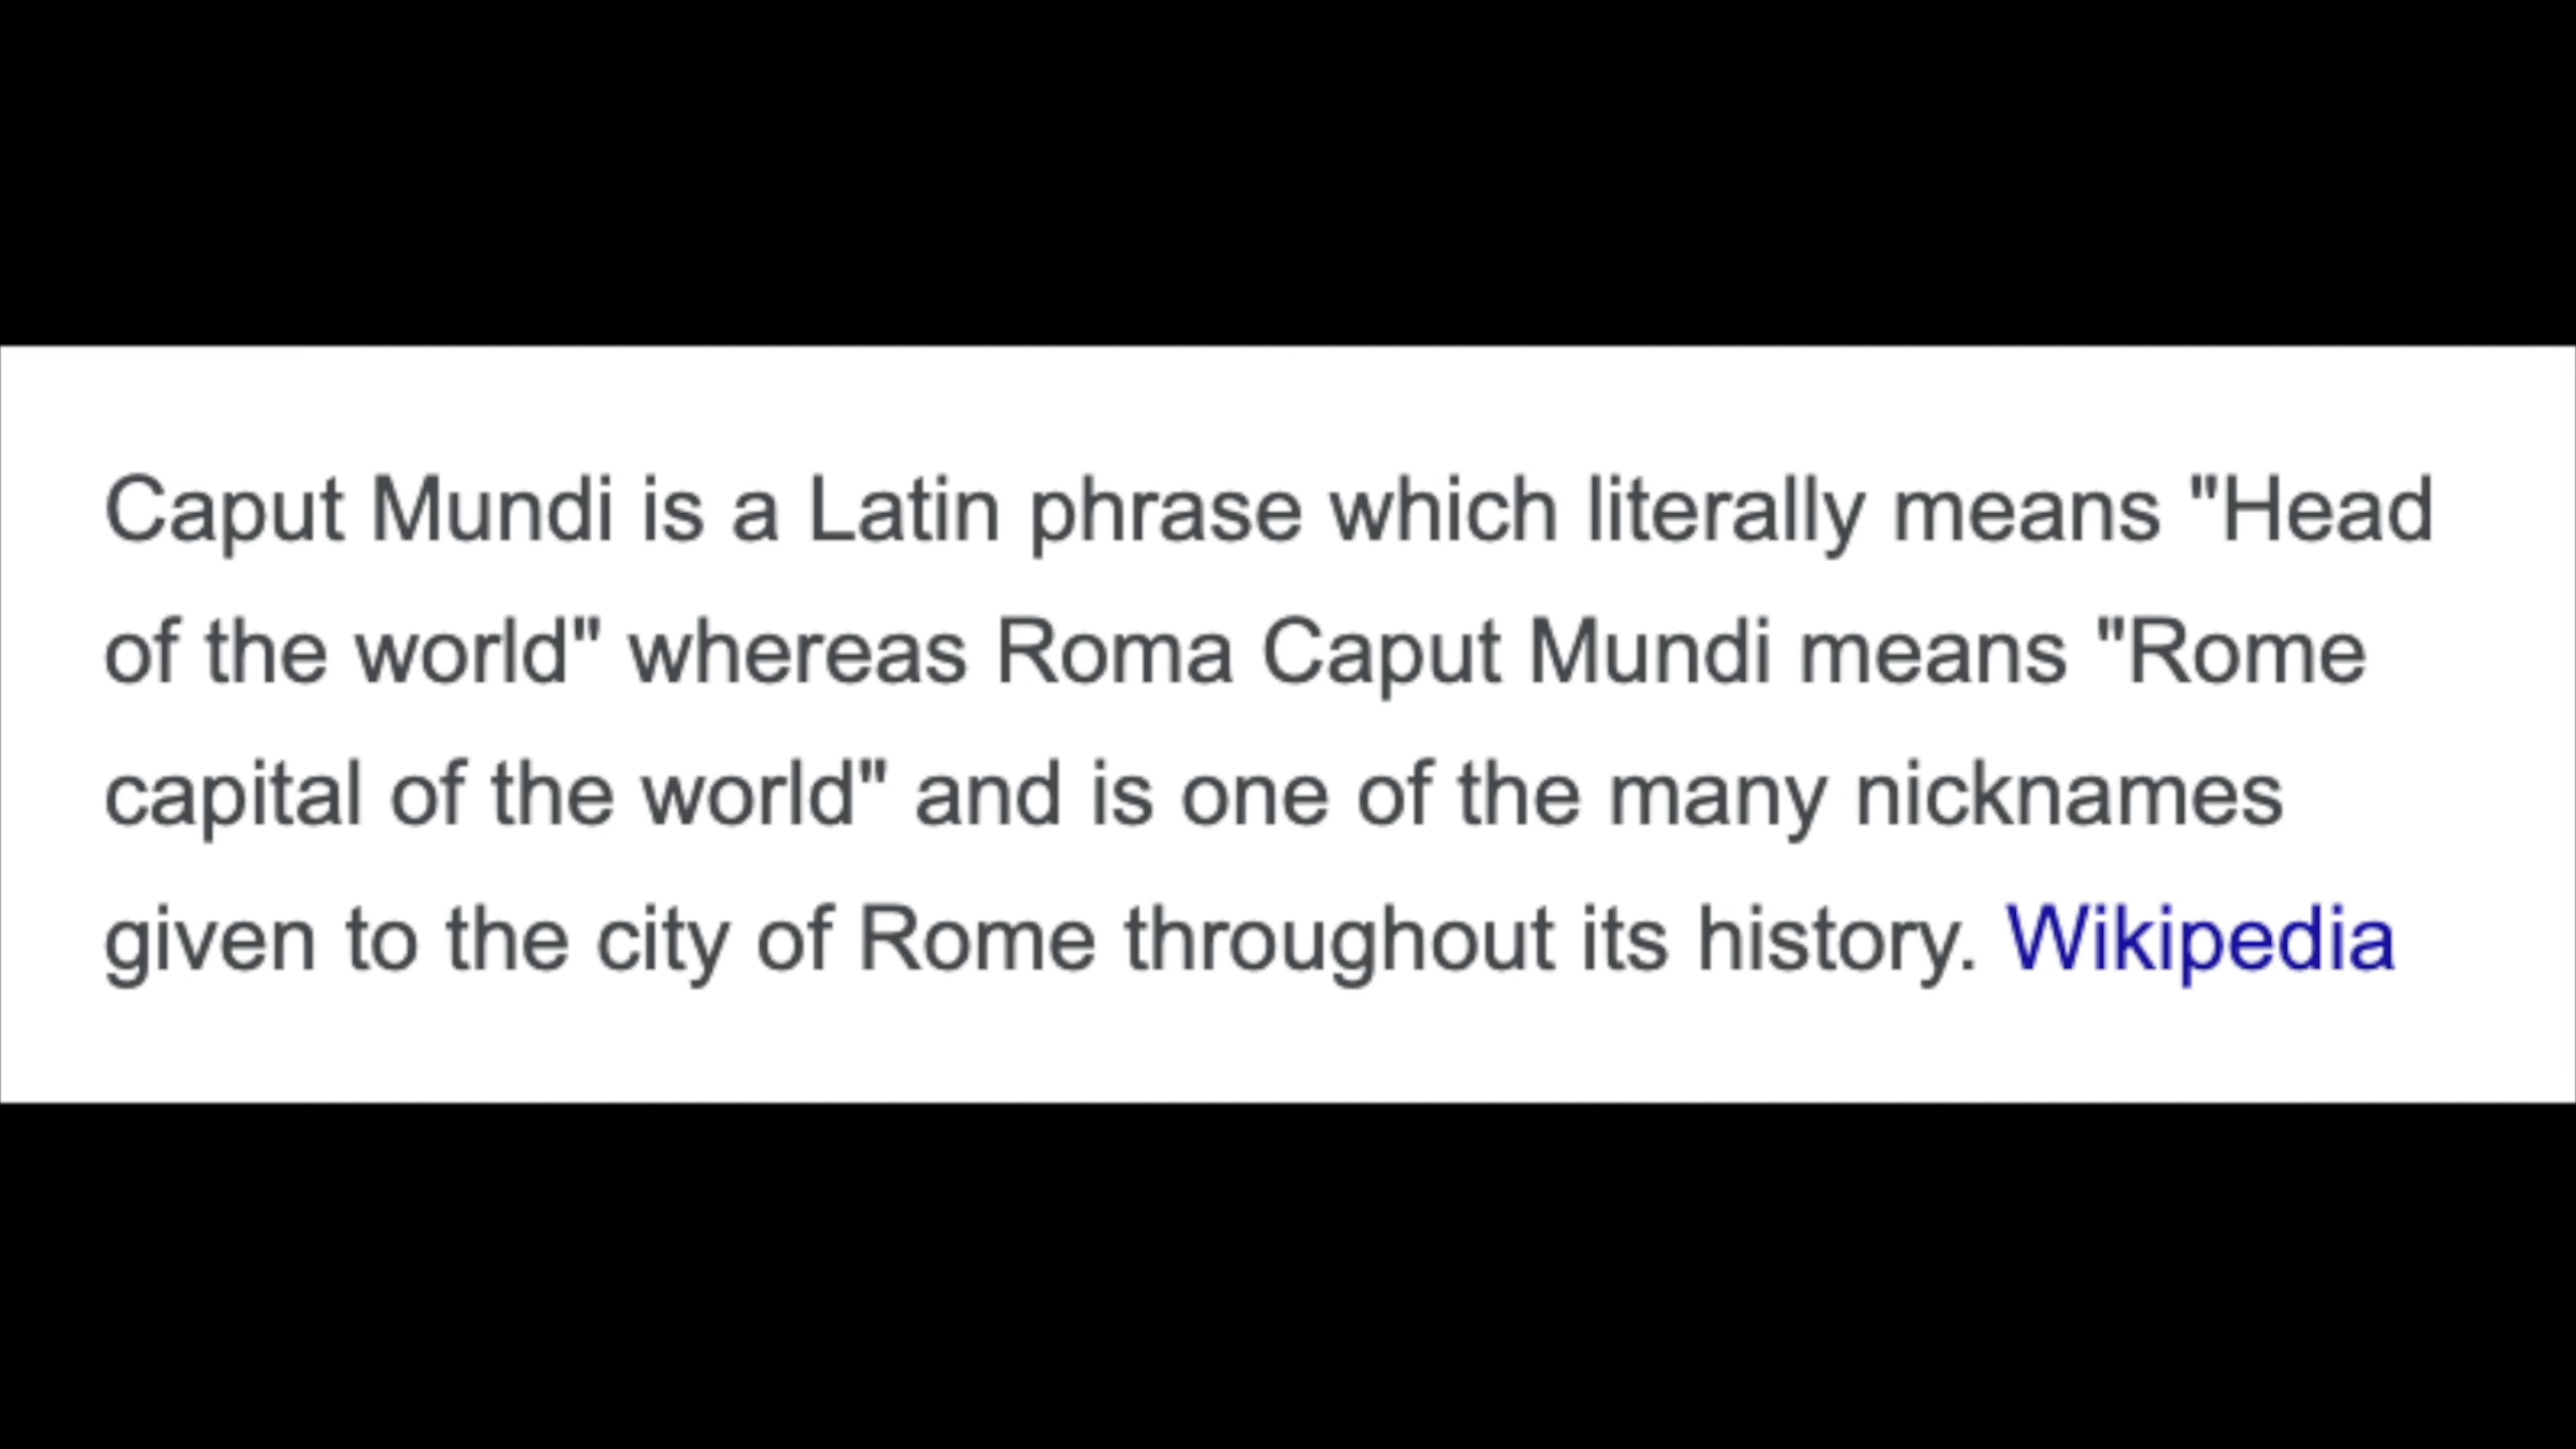 Caput Mundi is a Latin phrase which literally means "Head
of the world" whereas Roma Caput Mundi means "Rome
capital of the world" and is one of the many nicknames
given to the city of Rome throughout its history. Wikipedia